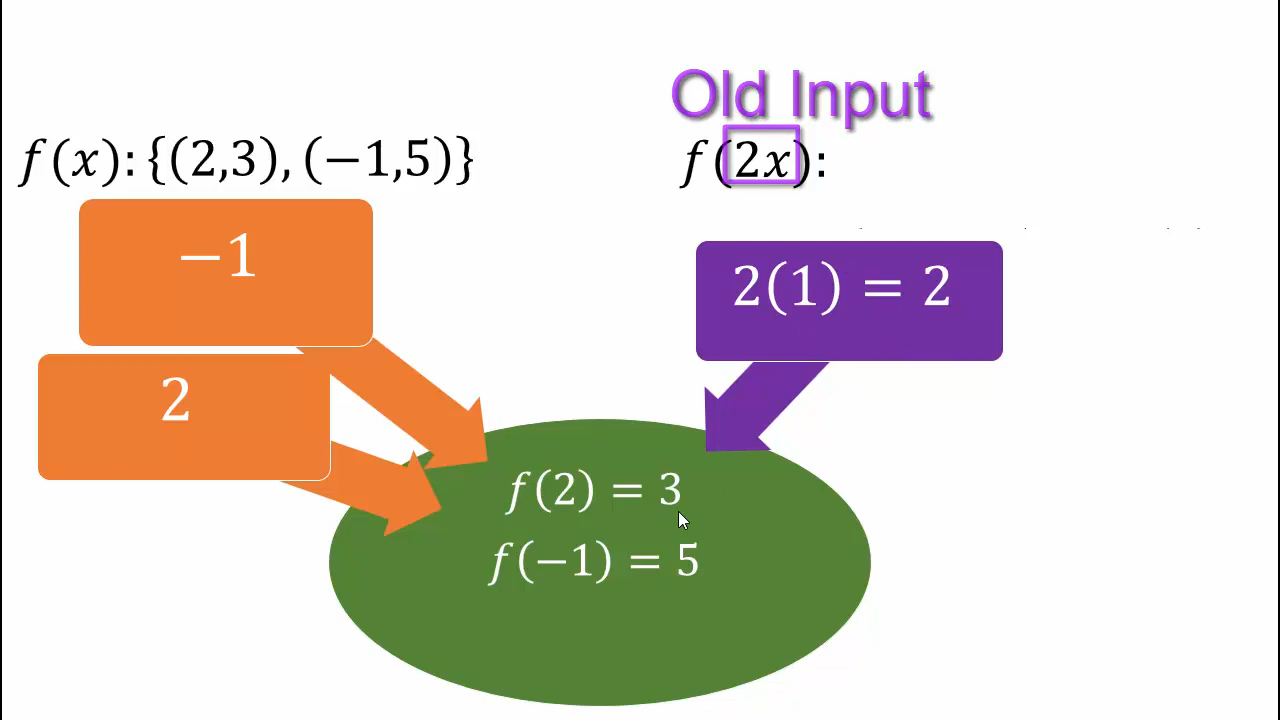 Old Input
f(x): {(2,3), (−1,5)}
f(2x):
−1
2(1) = 2
2
f(2) = 3
f(−1) = 5